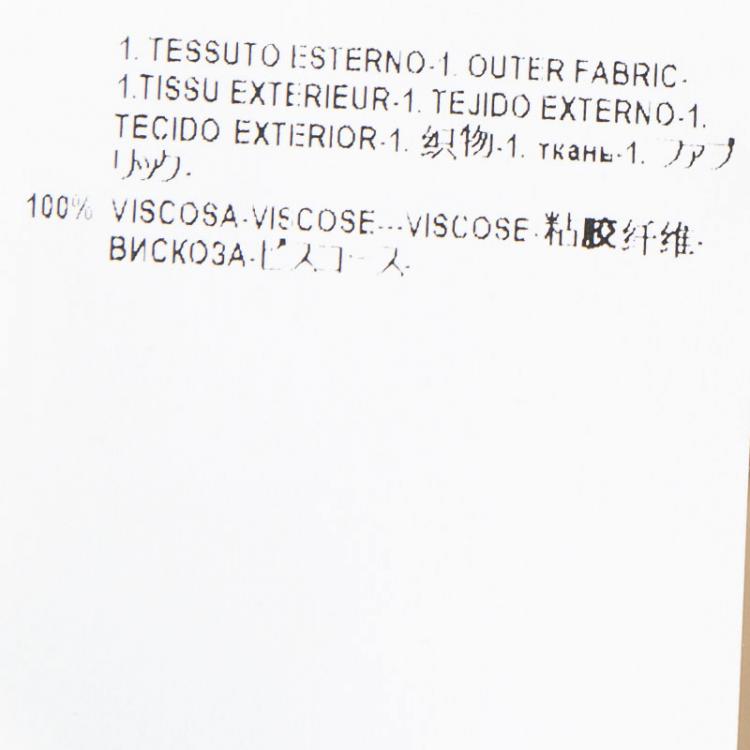 1. TESSUTO ESTERNO-1. OUTER FABRIC-
1.TISSU EXTERIEUR-1. TEJIDO EXTERNO-1.
TECIDO EXTERIOR-1. 织物-1. ткань-1. ファブ
リック.
100% VISCOSA-VISCOSE---VISCOSE-粘胶纤维-
ВИСКОЗА-ビスコース.